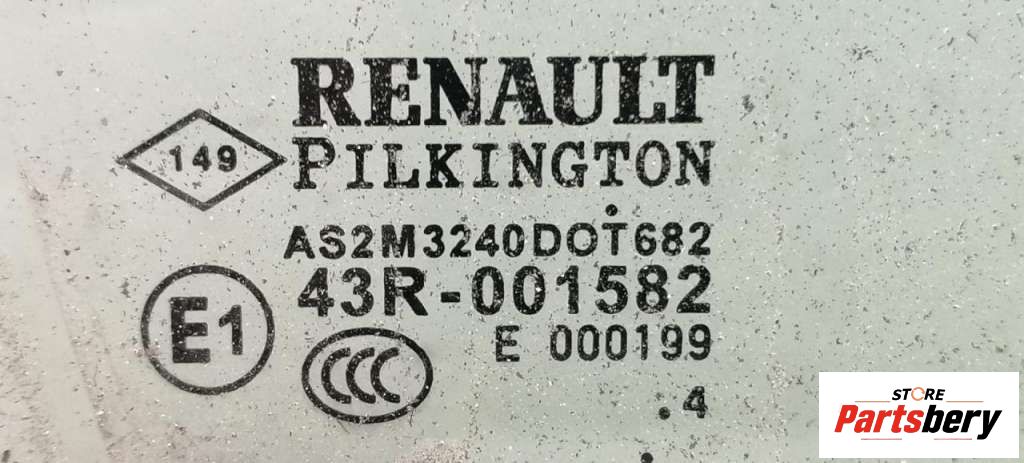 RENAULT
149
PILKINGTON
AS2M3240DOT682
E1
43R-001582
CCC
E 000199
. 4
STORE
Partsbery